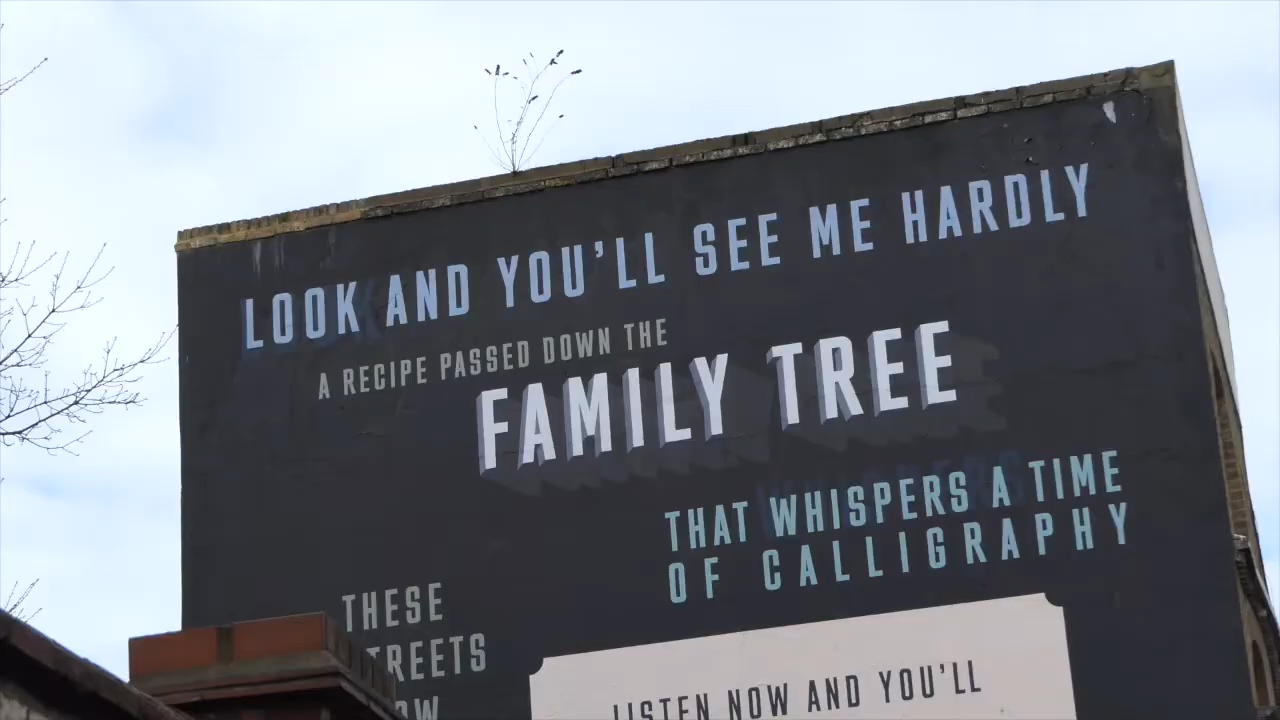 LOOK AND YOU'LL SEE ME HARDLY
A RECIPE PASSED DOWN THE
FAMILY TREE
THAT WHISPERS A TIME
OF CALLIGRAPHY
THESE
LISTEN NOW AND YOU'LL